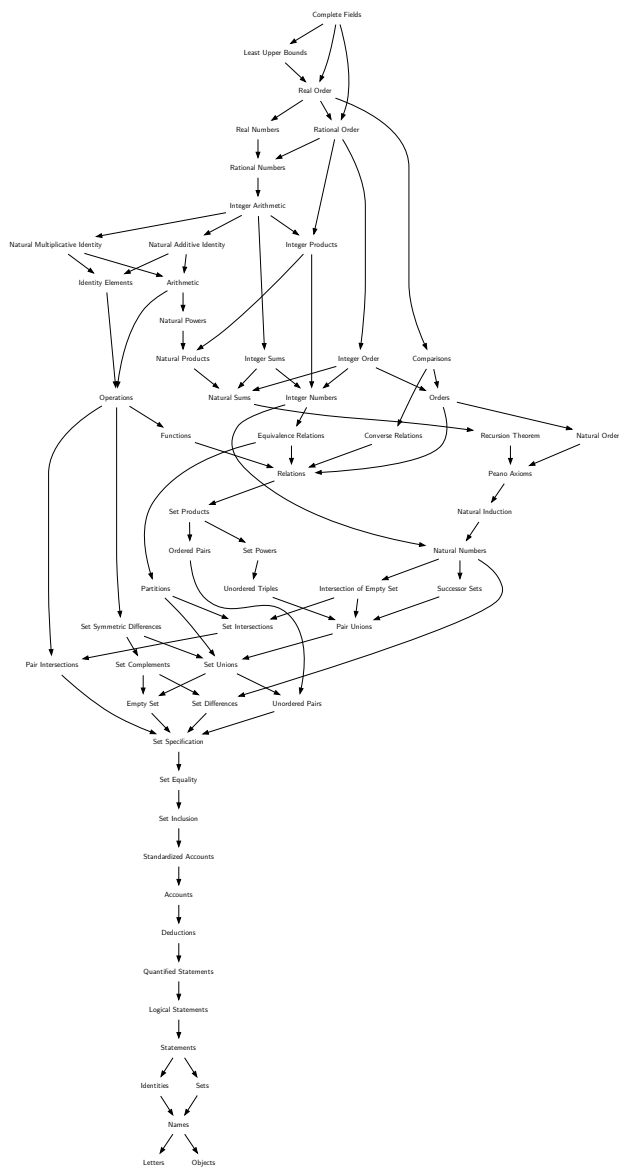 Complete Fields
Least Upper Bounds
Real Order
Real Numbers
Rational Order
Rational Numbers
Integer Arithmetic
Natural Multiplicative Identity
Natural Additive Identity
Integer Products
Identity Elements
Arithmetic
Natural Powers
Natural Products
Integer Sums
Integer Order
Comparisons
Operations
Natural Sums
Integer Numbers
Orders
Functions
Equivalence Relations
Converse Relations
Recursion Theorem
Natural Order
Relations
Peano Axioms
Set Products
Natural Induction
Ordered Pairs
Set Powers
Natural Numbers
Partitions
Unordered Triples
Intersection of Empty Set
Successor Sets
Set Symmetric Differences
Set Intersections
Pair Unions
Pair Intersections
Set Complements
Set Unions
Empty Set
Set Differences
Unordered Pairs
Set Specification
Set Equality
Set Inclusion
Standardized Accounts
Accounts
Deductions
Quantified Statements
Logical Statements
Statements
Identities
Sets
Names
Letters
Objects